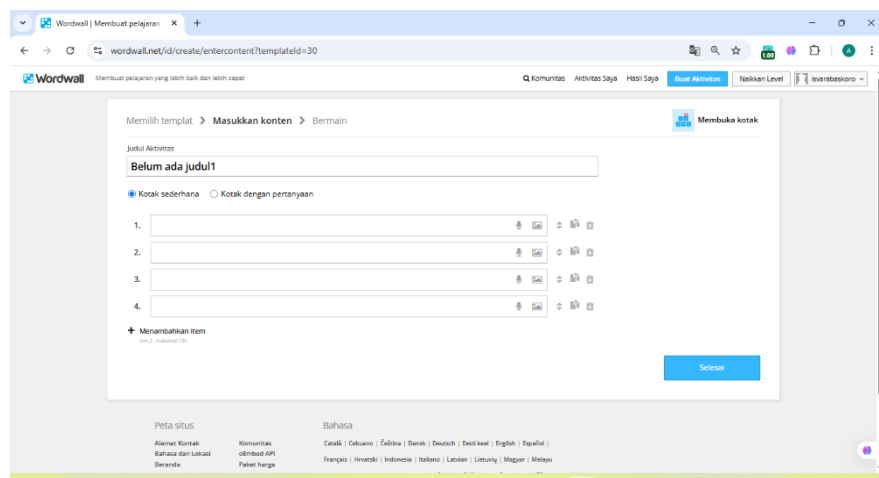 Wordwall | Membuat pelajaran
wordwall.net/id/create/entercontent?templateId=30
1.00
A
Wordwall Membuat pelajaran yang lebih baik dan lebih cepat
Komunitas Aktivitas Saya Hasil Saya Buat Aktivitas Naikkan Level isvarabaskoro
Memilih templat > Masukkan konten > Bermain
Membuka kotak
Judul Aktivitas
Belum ada judul1
Kotak sederhana Kotak dengan pertanyaan
1.
2.
3.
4.
+ Menambahkan item
min.2 maksimal 100
Selesai
Peta situs Bahasa
Alamat Kontak Komunitas Català | Cebuano | Čeština | Dansk | Deutsch | Eesti keel | English | Español |
Bahasa dan Lokasi oEmbed API
Beranda Paket harga Français | Hrvatski | Indonesia | Italiano | Latvian | Lietuvių | Magyar | Melayu